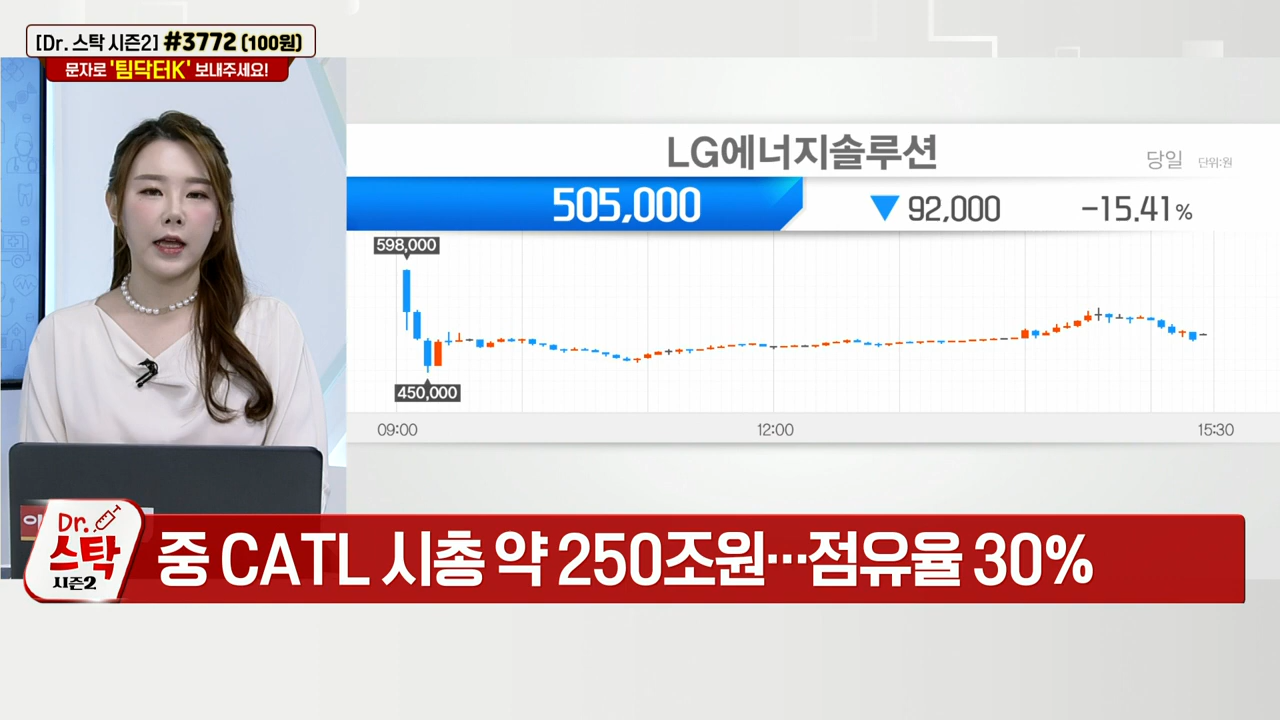 [Dr. 스탁 시즌2] #3772 (100원)
문자로 '팀닥터K' 보내주세요!
LG에너지솔루션
당일 단위:원
505,000 ▼ 92,000 -15.41%
598,000
450,000
09:00 12:00 15:30
Dr.
스탁
시즌2
중 CATL 시총 약 250조원…점유율 30%